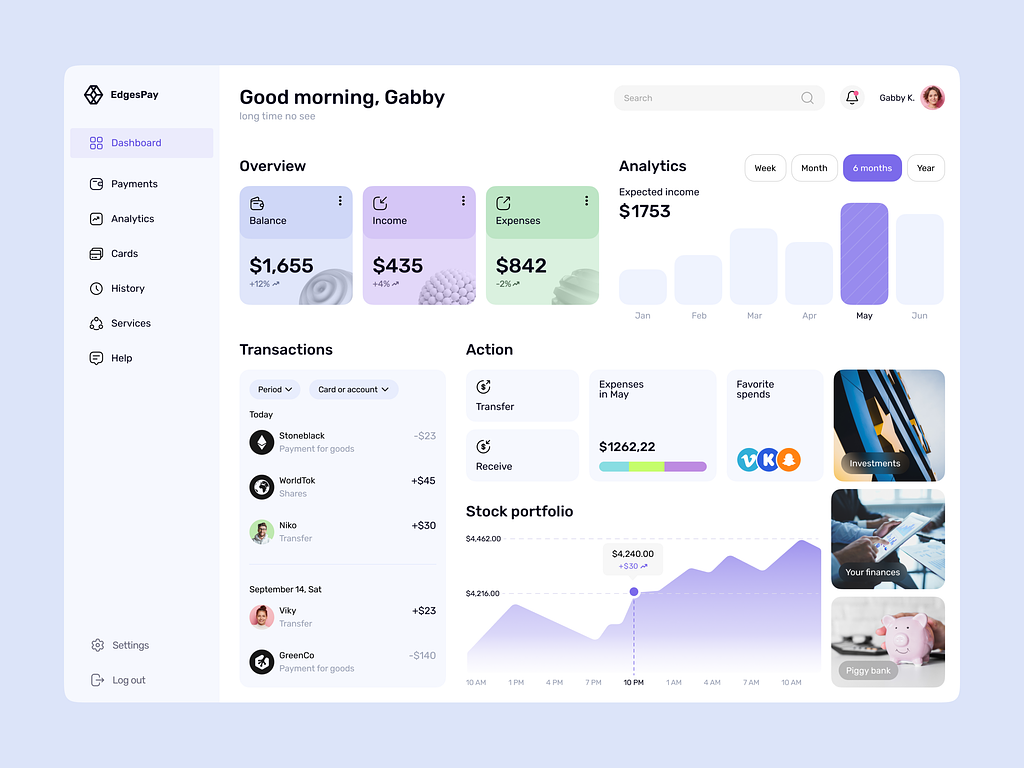 EdgesPay
Dashboard
Payments
Analytics
Cards
History
Services
Help
Settings
Log out
Good morning, Gabby
long time no see
Search
Gabby K.
Overview
Balance
$1,655
+12%
Income
$435
+4%
Expenses
$842
-2%
Analytics
Week
Month
6 months
Year
Expected income
$1753
Jan
Feb
Mar
Apr
May
Jun
Transactions
Period
Card or account
Today
Stoneblack
-$23
Payment for goods
WorldTok
+$45
Shares
Niko
+$30
Transfer
September 14, Sat
Viky
+$23
Transfer
GreenCo
-$140
Payment for goods
Action
Transfer
Receive
Expenses
in May
$1262,22
Favorite
spends
Investments
Your finances
Piggy bank
Stock portfolio
$4,462.00
$4,240.00
+$30
$4,216.00
10 AM
1 PM
4 PM
7 PM
10 PM
1 AM
4 AM
7 AM
10 AM